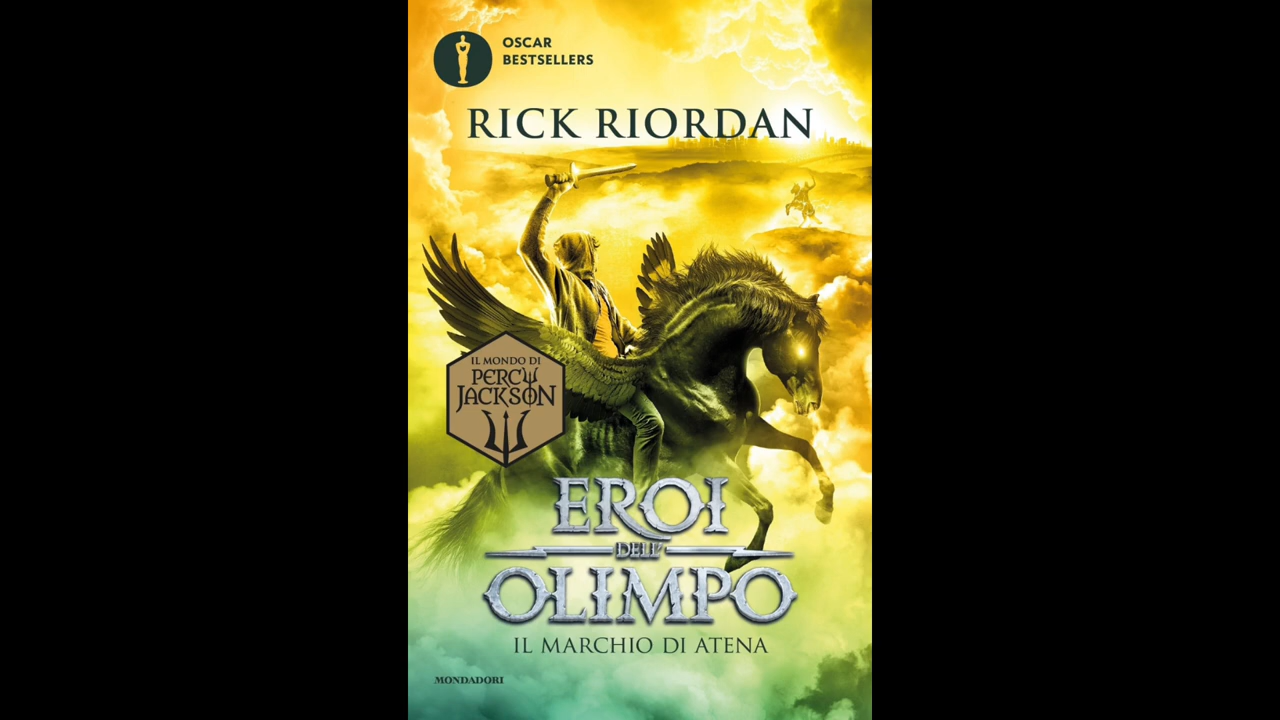 OSCAR
BESTSELLERS
RICK RIORDAN
IL MONDO DI
PERCY
JACKSON
EROI
DELL'
OLIMPO
IL MARCHIO DI ATENA
MONDADORI